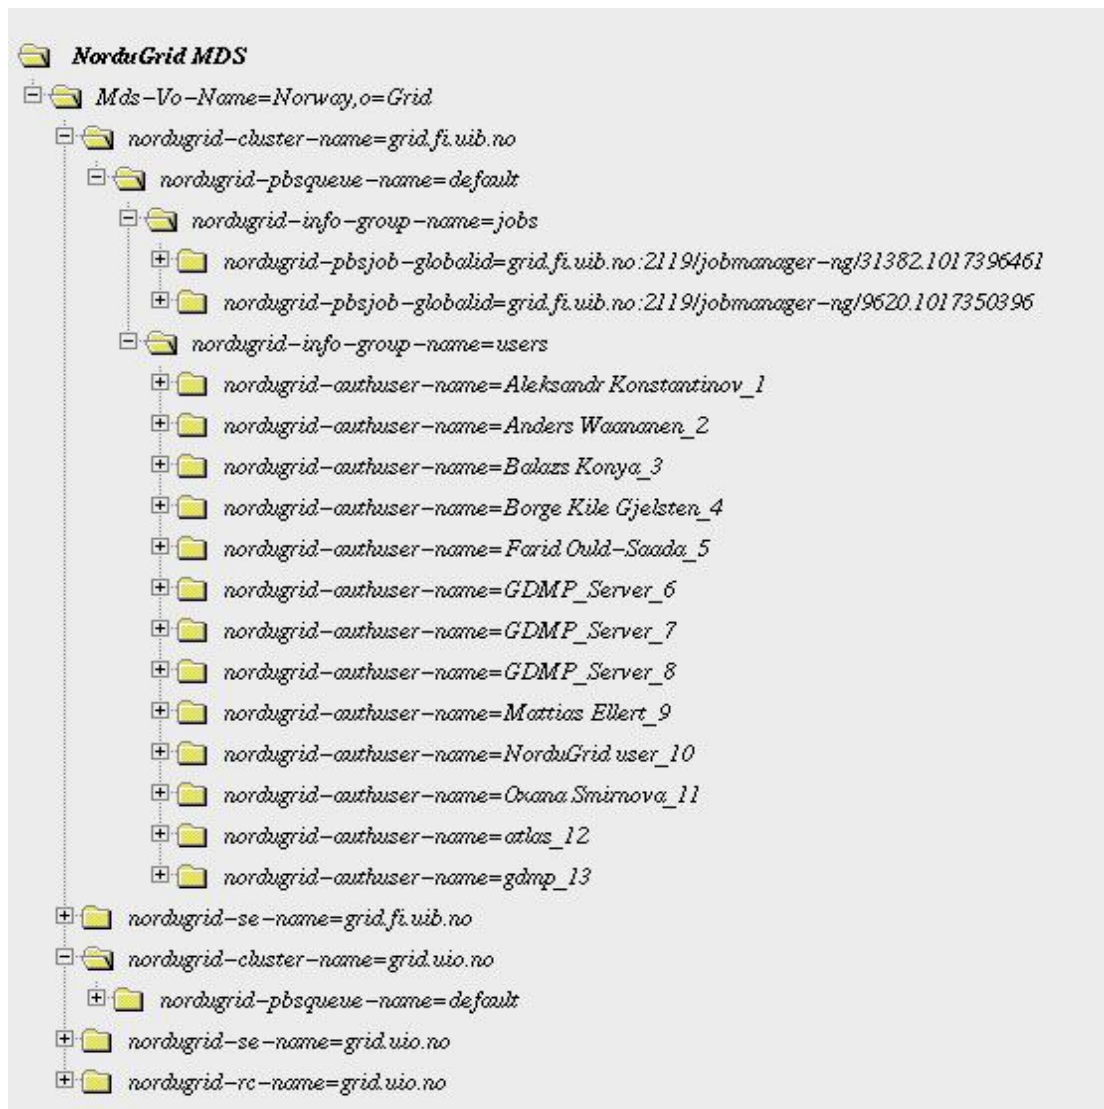 NorduGrid MDS
Mds-Vo-Name=Norway,o=Grid
nordugrid-cluster-name=grid.fi.uib.no
nordugrid-pbsqueue-name=default
nordugrid-info-group-name=jobs
nordugrid-pbsjob-globalid=grid.fi.uib.no:2119/jobmanager-ng/31382.1017396461
nordugrid-pbsjob-globalid=grid.fi.uib.no:2119/jobmanager-ng/9620.1017350396
nordugrid-info-group-name=users
nordugrid-authuser-name=Aleksandr Konstantinov_1
nordugrid-authuser-name=Anders Waananen_2
nordugrid-authuser-name=Balazs Konya_3
nordugrid-authuser-name=Borge Kile Gjelsten_4
nordugrid-authuser-name=Farid Ould-Saada_5
nordugrid-authuser-name=GDMP_Server_6
nordugrid-authuser-name=GDMP_Server_7
nordugrid-authuser-name=GDMP_Server_8
nordugrid-authuser-name=Mattias Ellert_9
nordugrid-authuser-name=NorduGrid user_10
nordugrid-authuser-name=Oxana Smirnova_11
nordugrid-authuser-name=atlas_12
nordugrid-authuser-name=gdmp_13
nordugrid-se-name=grid.fi.uib.no
nordugrid-cluster-name=grid.uio.no
nordugrid-pbsqueue-name=default
nordugrid-se-name=grid.uio.no
nordugrid-rc-name=grid.uio.no